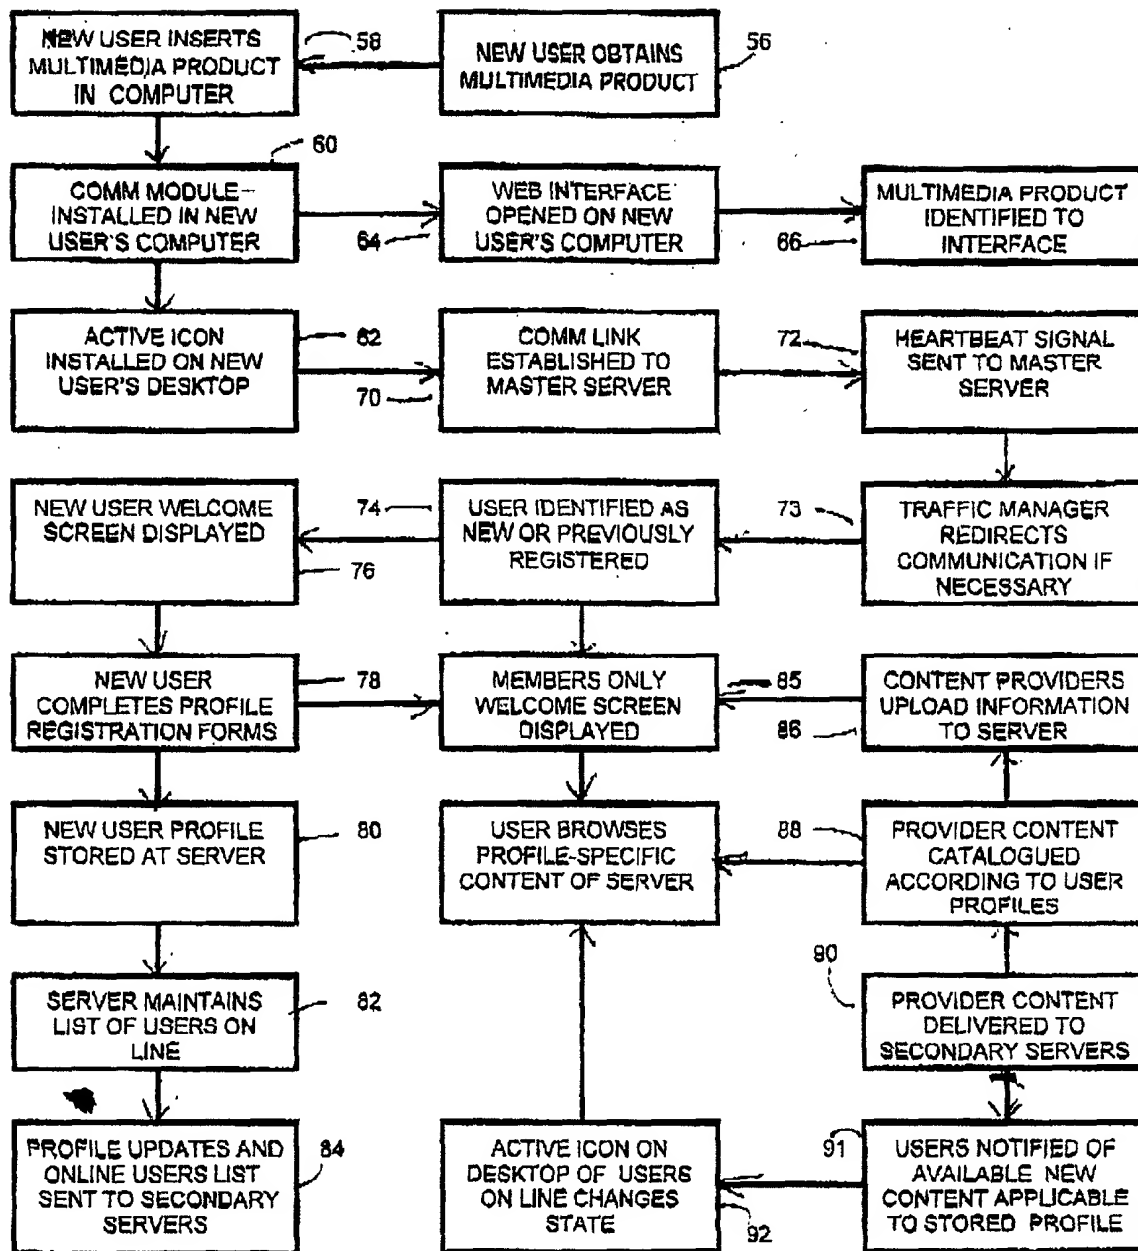 NEW USER INSERTS
MULTIMEDIA PRODUCT
IN COMPUTER
58
NEW USER OBTAINS
MULTIMEDIA PRODUCT
56
60
COMM MODULE-
INSTALLED IN NEW
USER'S COMPUTER
64
WEB INTERFACE
OPENED ON NEW
USER'S COMPUTER
66
MULTIMEDIA PRODUCT
IDENTIFIED TO
INTERFACE
ACTIVE ICON
INSTALLED ON NEW
USER'S DESKTOP
62
70
COMM LINK
ESTABLISHED TO
MASTER SERVER
72
HEARTBEAT SIGNAL
SENT TO MASTER
SERVER
NEW USER WELCOME
SCREEN DISPLAYED
74
76
USER IDENTIFIED AS
NEW OR PREVIOUSLY
REGISTERED
73
TRAFFIC MANAGER
REDIRECTS
COMMUNICATION IF
NECESSARY
NEW USER
COMPLETES PROFILE
REGISTRATION FORMS
78
MEMBERS ONLY
WELCOME SCREEN
DISPLAYED
85
86
CONTENT PROVIDERS
UPLOAD INFORMATION
TO SERVER
NEW USER PROFILE
STORED AT SERVER
80
USER BROWSES
PROFILE-SPECIFIC
CONTENT OF SERVER
88
PROVIDER CONTENT
CATALOGUED
ACCORDING TO USER
PROFILES
SERVER MAINTAINS
LIST OF USERS ON
LINE
82
90
PROVIDER CONTENT
DELIVERED TO
SECONDARY SERVERS
PROFILE UPDATES AND
ONLINE USERS LIST
SENT TO SECONDARY
SERVERS
84
ACTIVE ICON ON
DESKTOP OF USERS
ON LINE CHANGES
STATE
91
92
USERS NOTIFIED OF
AVAILABLE NEW
CONTENT APPLICABLE
TO STORED PROFILE